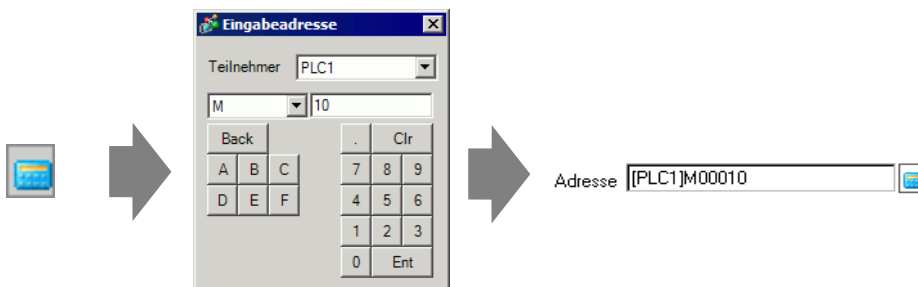 Eingabeadresse
Teilnehmer PLC1
M 10
Back . Clr
A B C 7 8 9
D E F 4 5 6
1 2 3
0 Ent
Adresse [PLC1]M00010